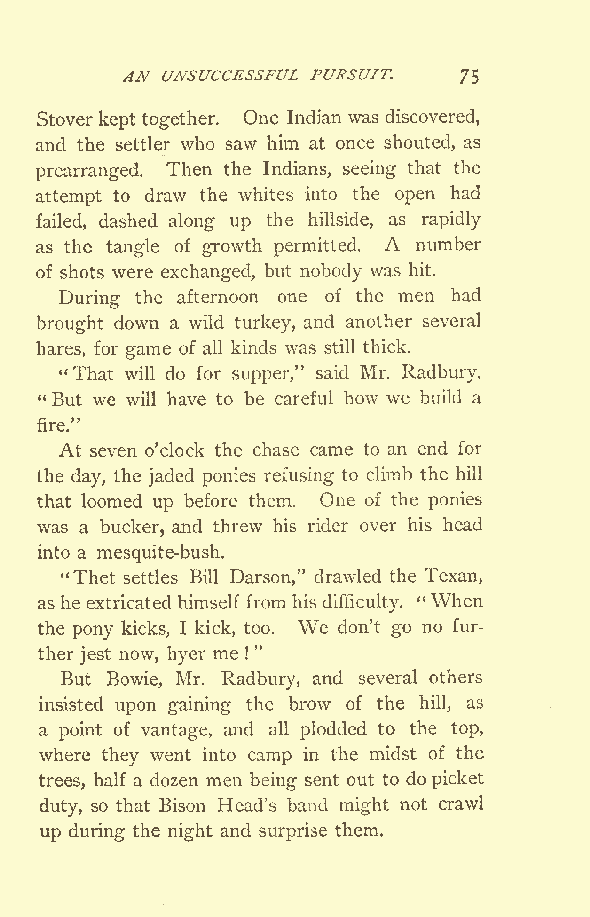 AN UNSUCCESSFUL PURSUIT. 75
Stover kept together. One Indian was discovered,
and the settler who saw him at once shouted, as
prearranged. Then the Indians, seeing that the
attempt to draw the whites into the open had
failed, dashed along up the hillside, as rapidly
as the tangle of growth permitted. A number
of shots were exchanged, but nobody was hit.
During the afternoon one of the men had
brought down a wild turkey, and another several
hares, for game of all kinds was still thick.
"That will do for supper," said Mr. Radbury.
"But we will have to be careful how we build a
fire."
At seven o'clock the chase came to an end for
the day, the jaded ponies refusing to climb the hill
that loomed up before them. One of the ponies
was a bucker, and threw his rider over his head
into a mesquite-bush.
"Thet settles Bill Darson," drawled the Texan,
as he extricated himself from his difficulty. "When
the pony kicks, I kick, too. We don't go no fur-
ther jest now, hyer me!"
But Bowie, Mr. Radbury, and several others
insisted upon gaining the brow of the hill, as
a point of vantage, and all plodded to the top,
where they went into camp in the midst of the
trees, half a dozen men being sent out to do picket
duty, so that Bison Head's band might not crawl
up during the night and surprise them.